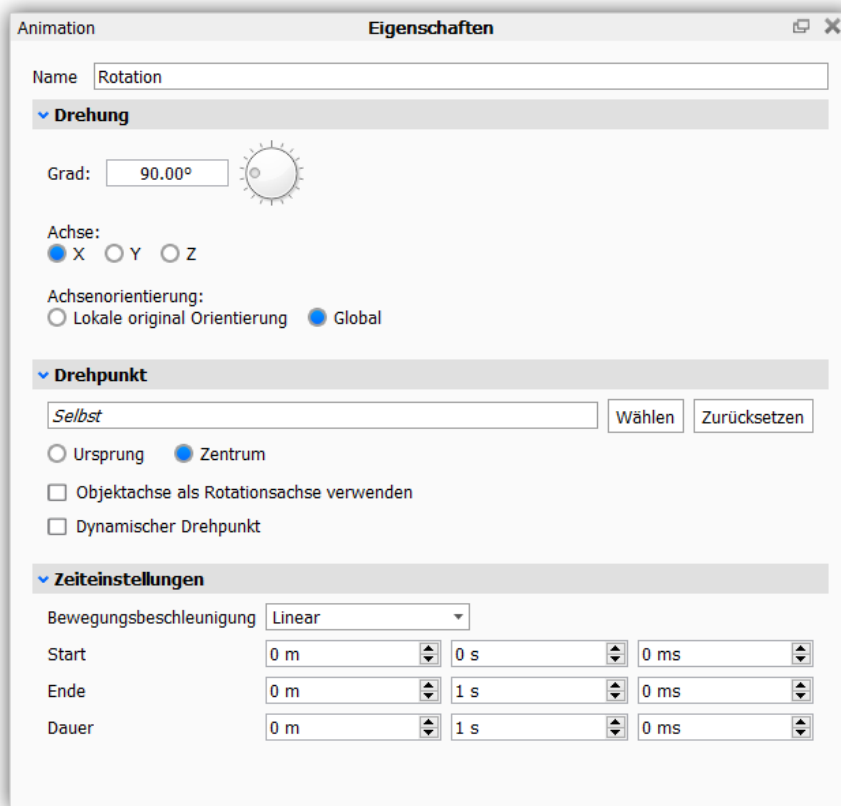 Animation Eigenschaften
Name Rotation
Drehung
Grad: 90.00°
Achse:
X Y Z
Achsenorientierung:
Lokale original Orientierung Global
Drehpunkt
Selbst Wählen Zurücksetzen
Ursprung Zentrum
Objektachse als Rotationsachse verwenden
Dynamischer Drehpunkt
Zeiteinstellungen
Bewegungsbeschleunigung Linear
Start 0 m 0 s 0 ms
Ende 0 m 1 s 0 ms
Dauer 0 m 1 s 0 ms